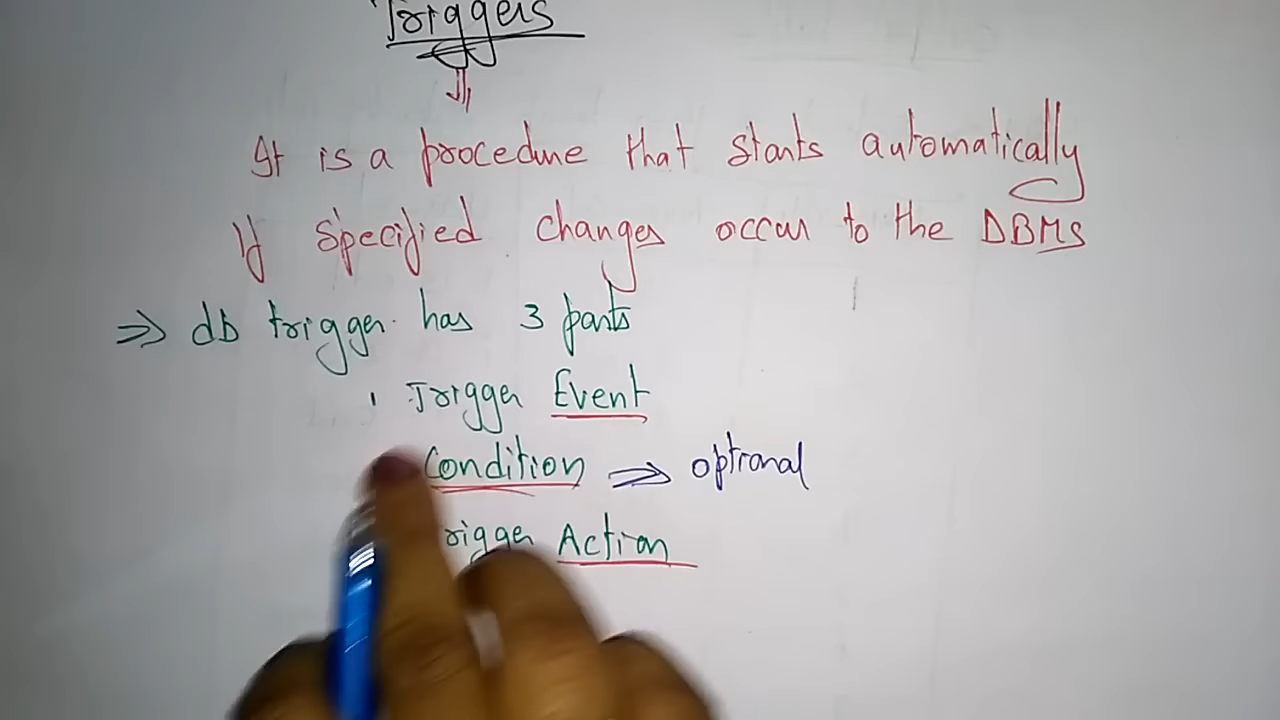 Triggers
It is a procedure that starts automatically
If specified changes occur to the DBMS
⇒ db trigger has 3 parts
Trigger Event
Condition ⇒ optional
Trigger Action